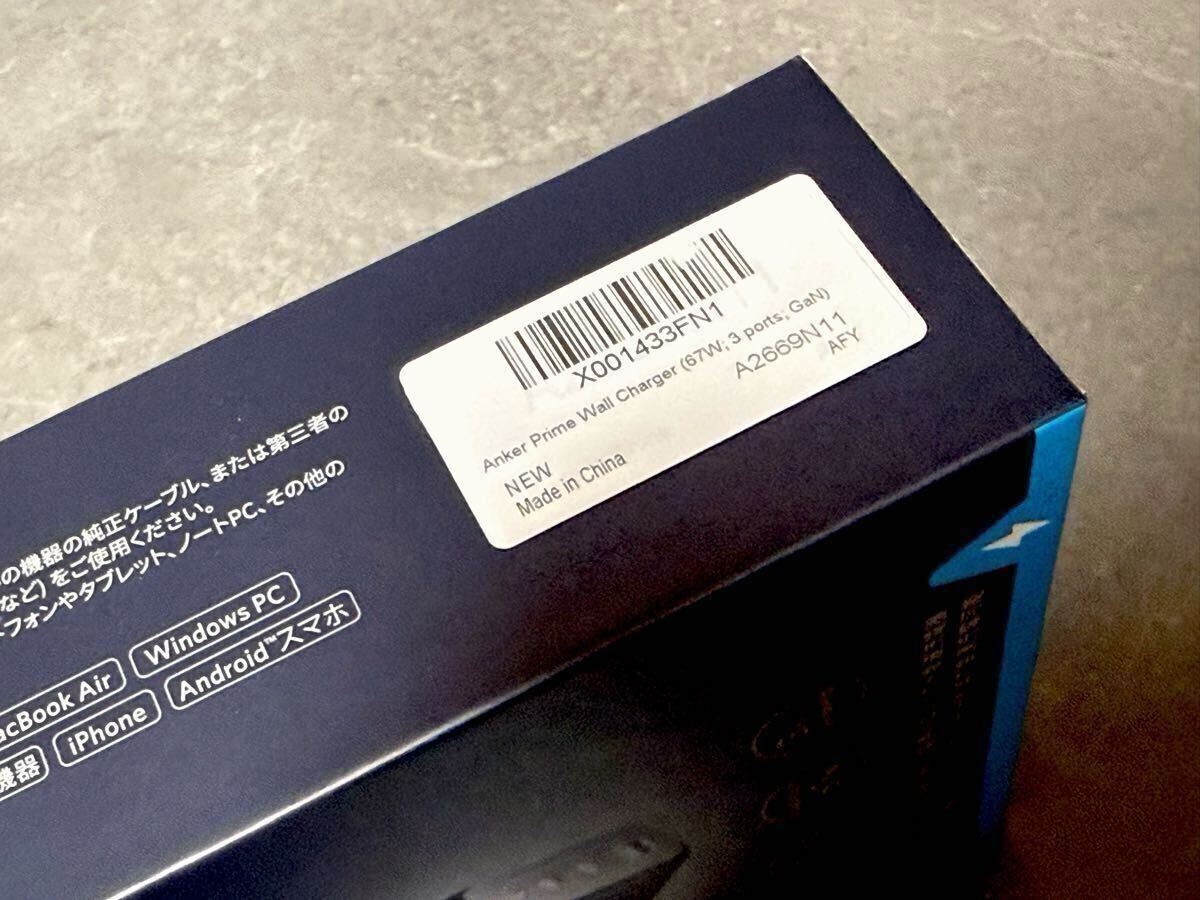 X001433FN1
Anker Prime Wall Charger (67W, 3 ports, GaN)
A2669N11
AFY
NEW
Made in China
の機器の純正ケーブル、または第三者の
など)をご使用ください。
フォンやタブレット、ノートPC、その他の
acBook Air
Windows PC
機器
iPhone
Android™スマホ